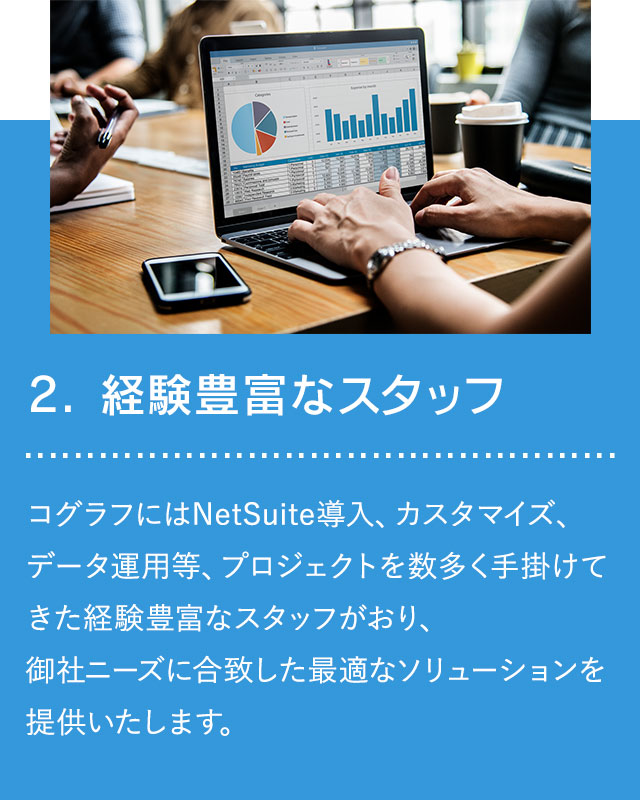 2. 経験豊富なスタッフ
コグラフにはNetSuite導入、カスタマイズ、
データ運用等、プロジェクトを数多く手掛けて
きた経験豊富なスタッフがおり、
御社ニーズに合致した最適なソリューションを
提供いたします。